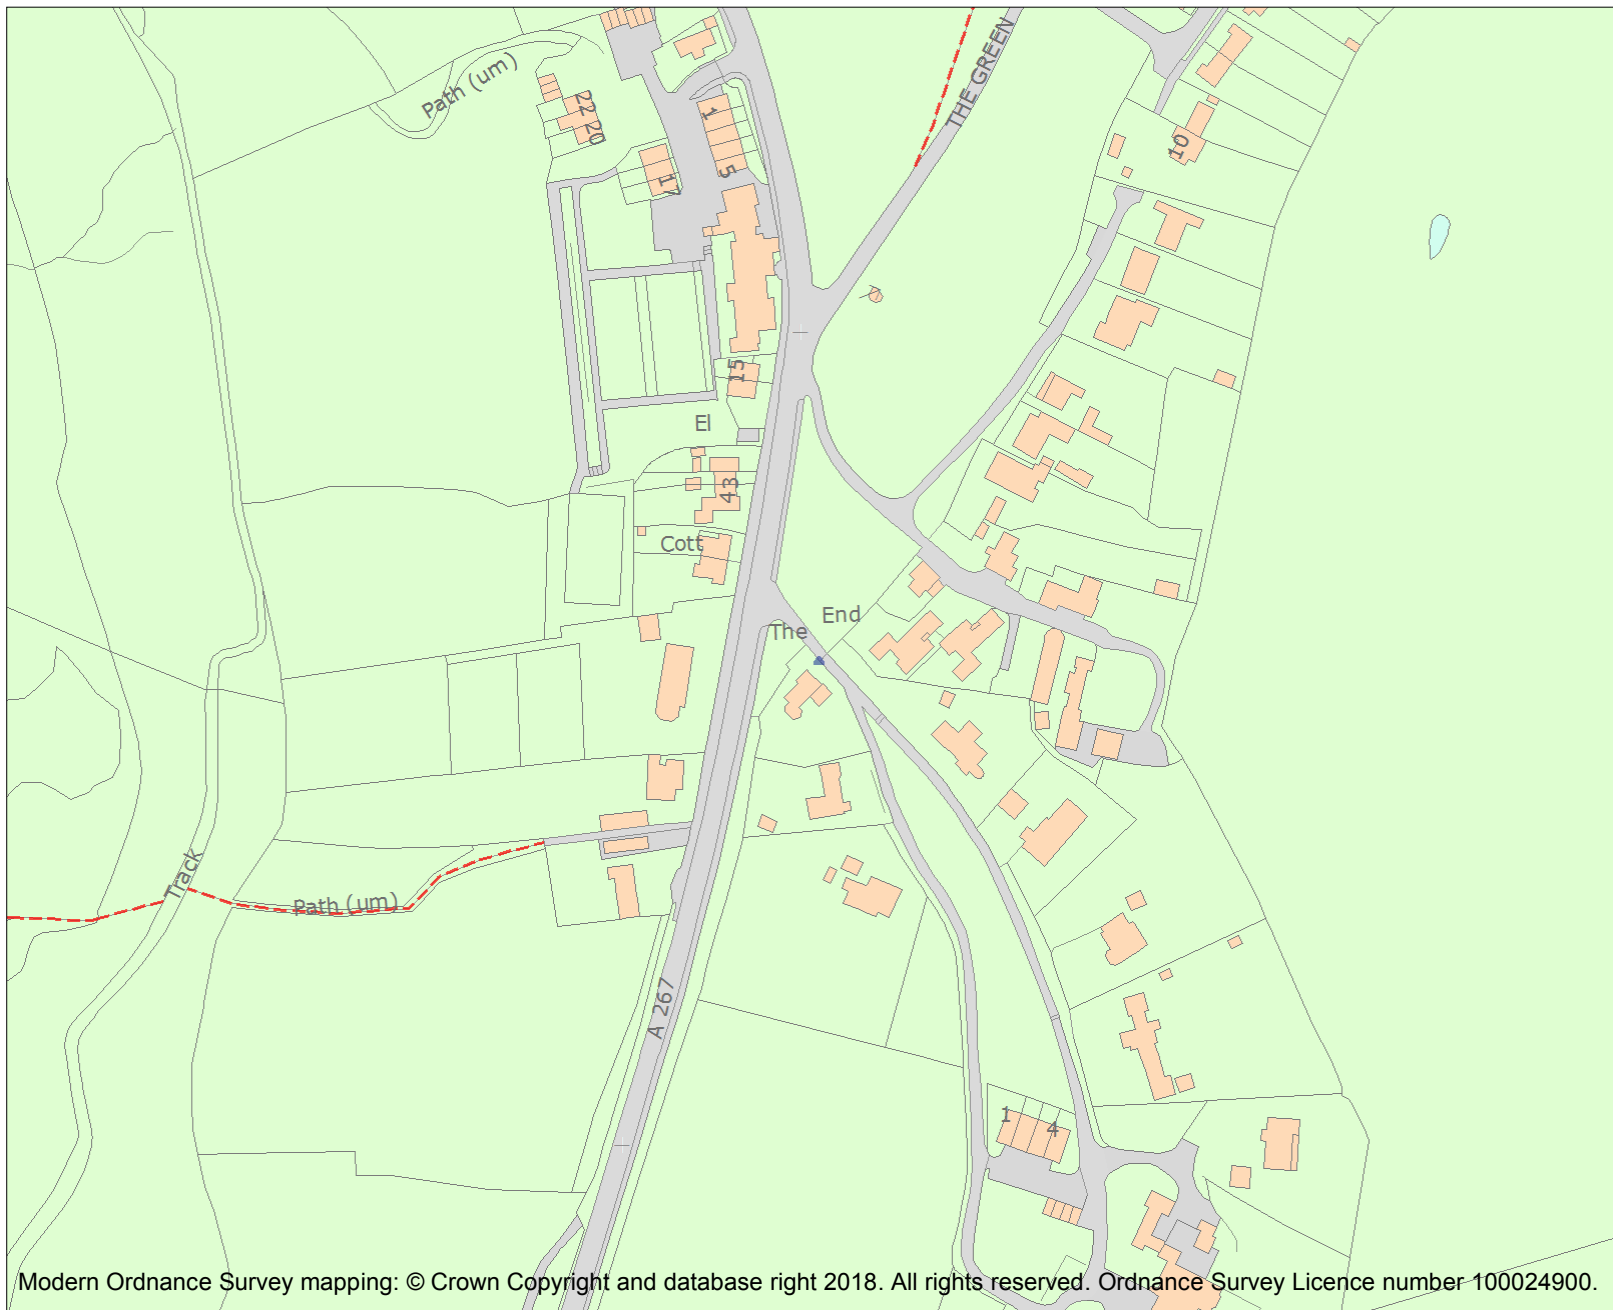 THE GREEN
Path (um)
22
20
1
5
17
10
15
El
43
Cott
The End
Track
Path (um)
A 267
1
4
Modern Ordnance Survey mapping: © Crown Copyright and database right 2018. All rights reserved. Ordnance Survey Licence number 100024900.